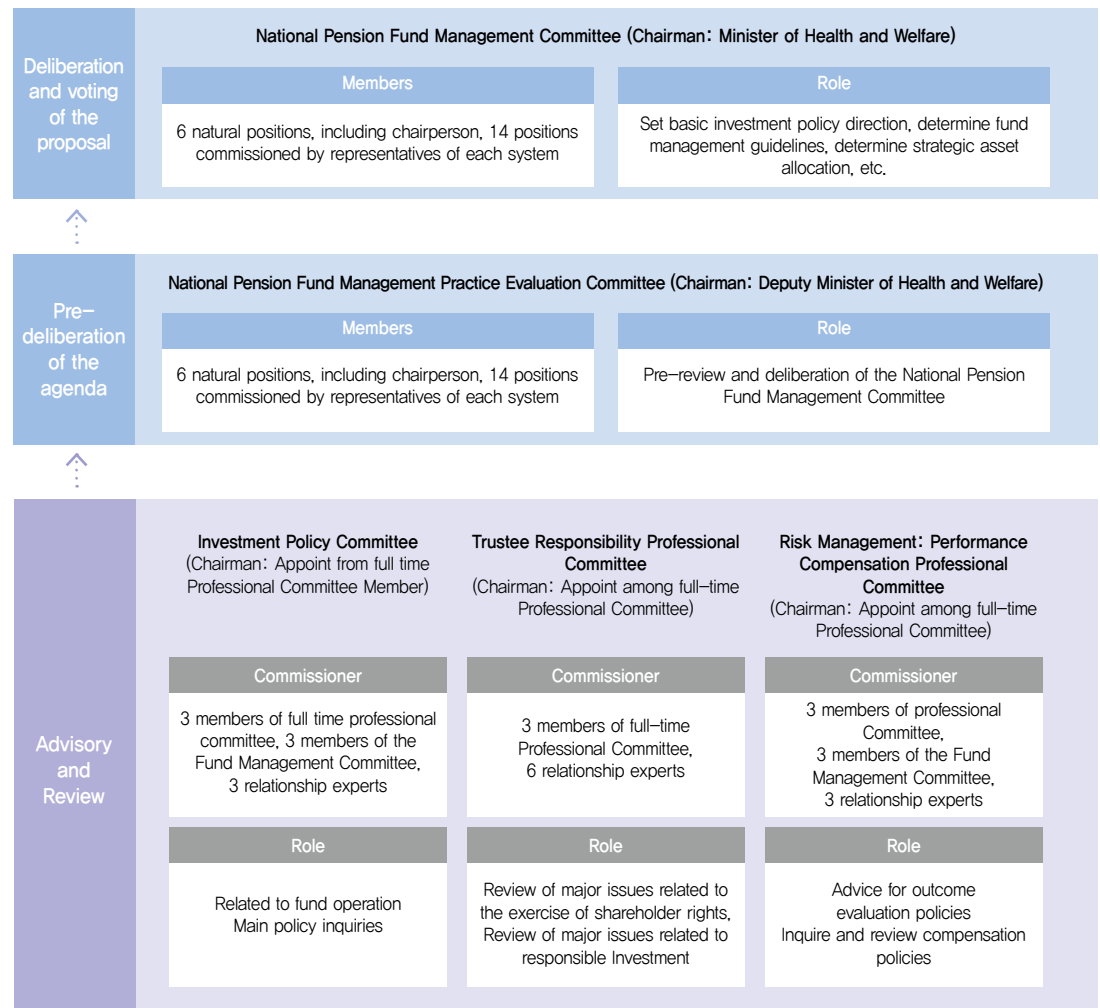 Deliberation
and voting
of the
proposal
National Pension Fund Management Committee (Chairman: Minister of Health and Welfare)
Members
6 natural positions, including chairperson, 14 positions
commissioned by representatives of each system
Role
Set basic investment policy direction, determine fund
management guidelines, determine strategic asset
allocation, etc.
Pre-
deliberation
of the
agenda
National Pension Fund Management Practice Evaluation Committee (Chairman: Deputy Minister of Health and Welfare)
Members
6 natural positions, including chairperson, 14 positions
commissioned by representatives of each system
Role
Pre-review and deliberation of the National Pension
Fund Management Committee
Advisory
and
Review
Investment Policy Committee
(Chairman: Appoint from full time
Professional Committee Member)
Commissioner
3 members of full time professional
committee, 3 members of the
Fund Management Committee,
3 relationship experts
Role
Related to fund operation
Main policy inquiries
Trustee Responsibility Professional
Committee
(Chairman: Appoint among full-time
Professional Committee)
Commissioner
3 members of full-time
Professional Committee,
6 relationship experts
Role
Review of major issues related to
the exercise of shareholder rights,
Review of major issues related to
responsible Investment
Risk Management: Performance
Compensation Professional
Committee
(Chairman: Appoint among full-time
Professional Committee)
Commissioner
3 members of professional
Committee,
3 members of the Fund
Management Committee,
3 relationship experts
Role
Advice for outcome
evaluation policies
Inquire and review compensation
policies